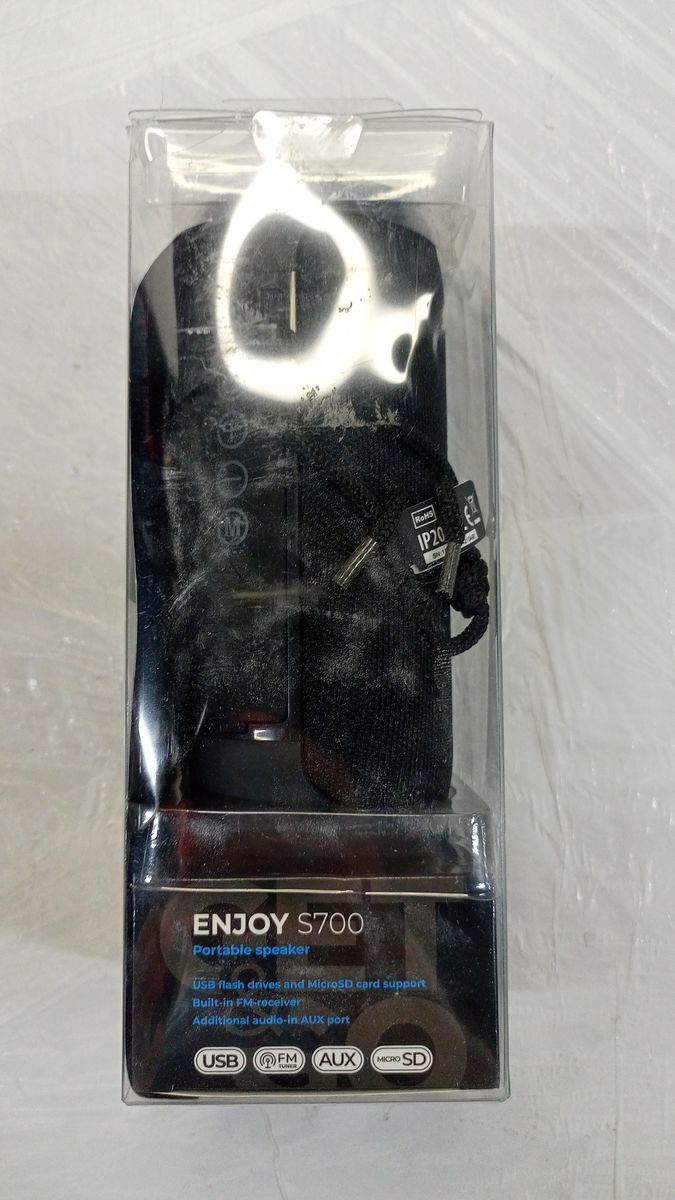 M
RoHS
IP20
ENJOY S700
Portable speaker
USB flash drives and MicroSD card support
Built-in FM-receiver
Additional audio-in AUX port
USB
FM
TUNER
AUX
MICRO SD